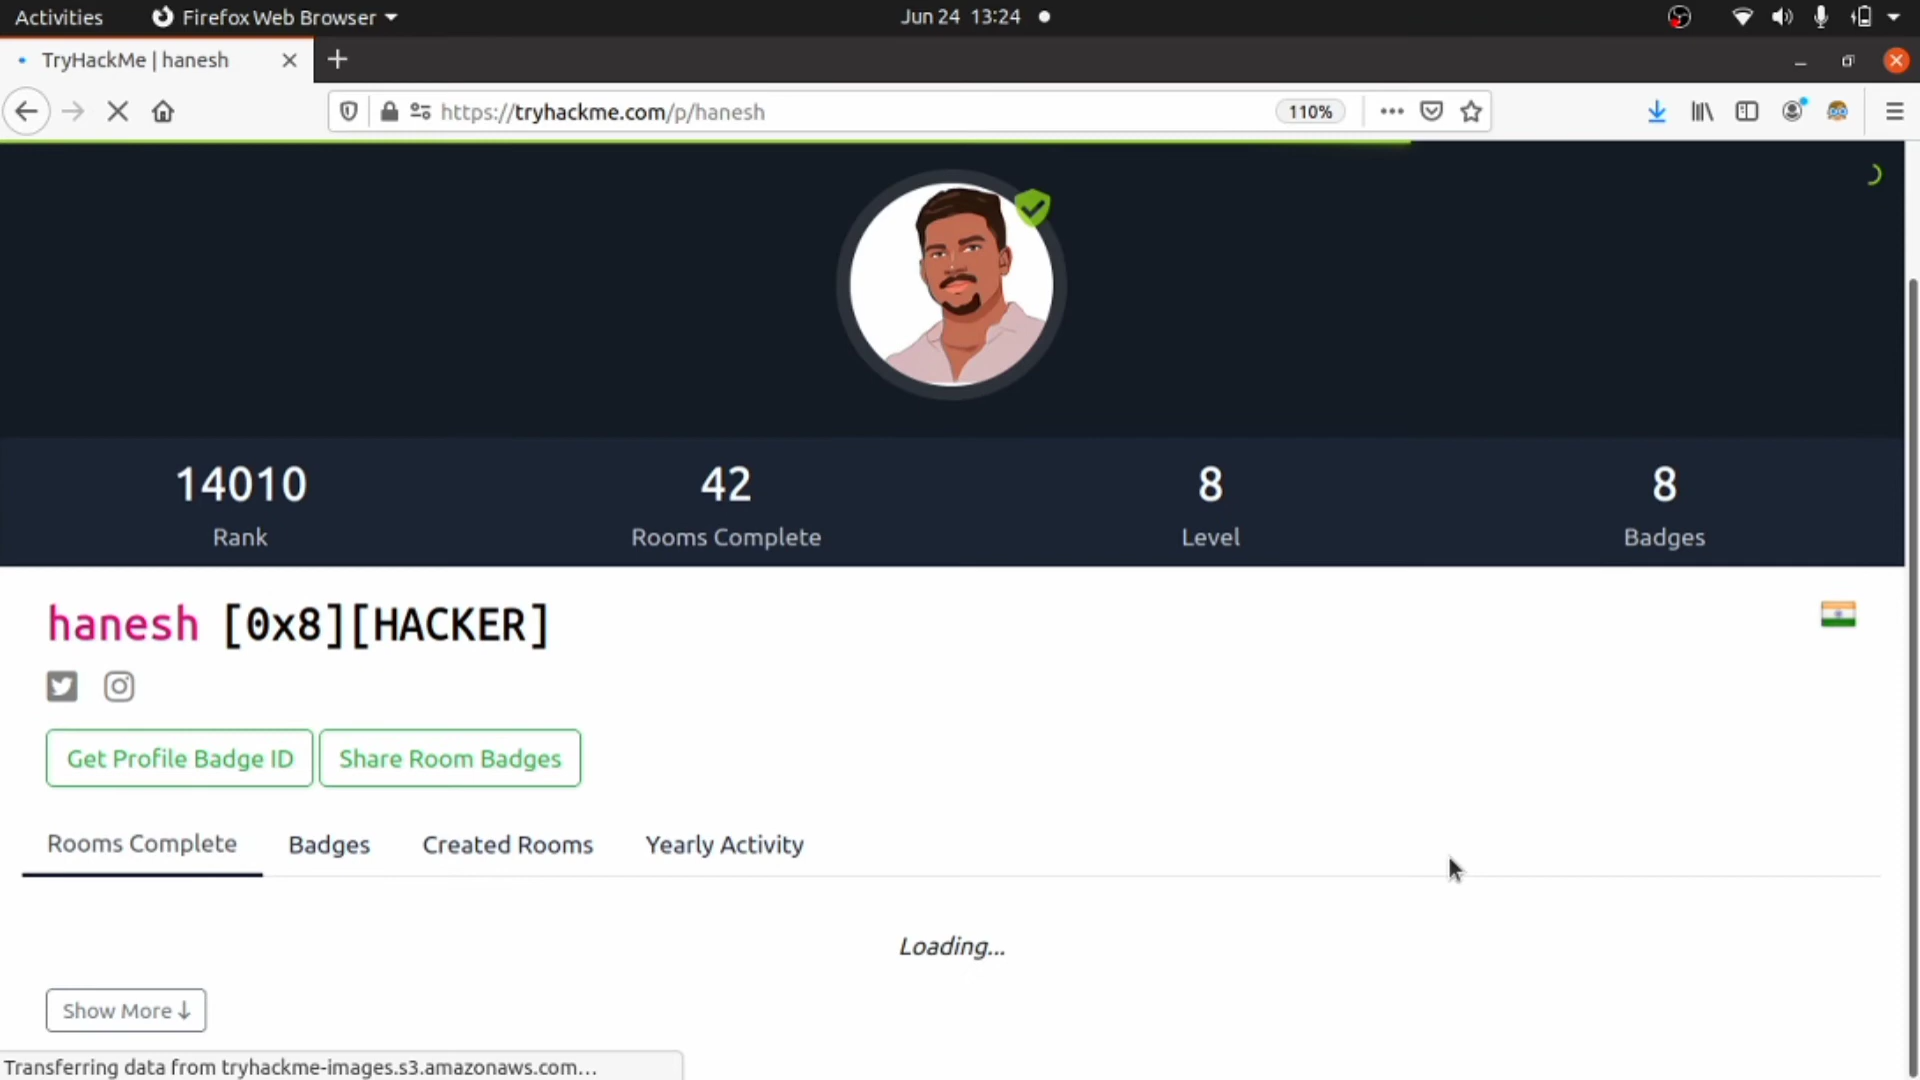 Activities Firefox Web Browser Jun 24 13:24
TryHackMe | hanesh
https://tryhackme.com/p/hanesh 110%
14010 42 8 8
Rank Rooms Complete Level Badges
hanesh [0x8][HACKER]
Get Profile Badge ID Share Room Badges
Rooms Complete Badges Created Rooms Yearly Activity
Loading...
Show More ↓
Transferring data from tryhackme-images.s3.amazonaws.com…